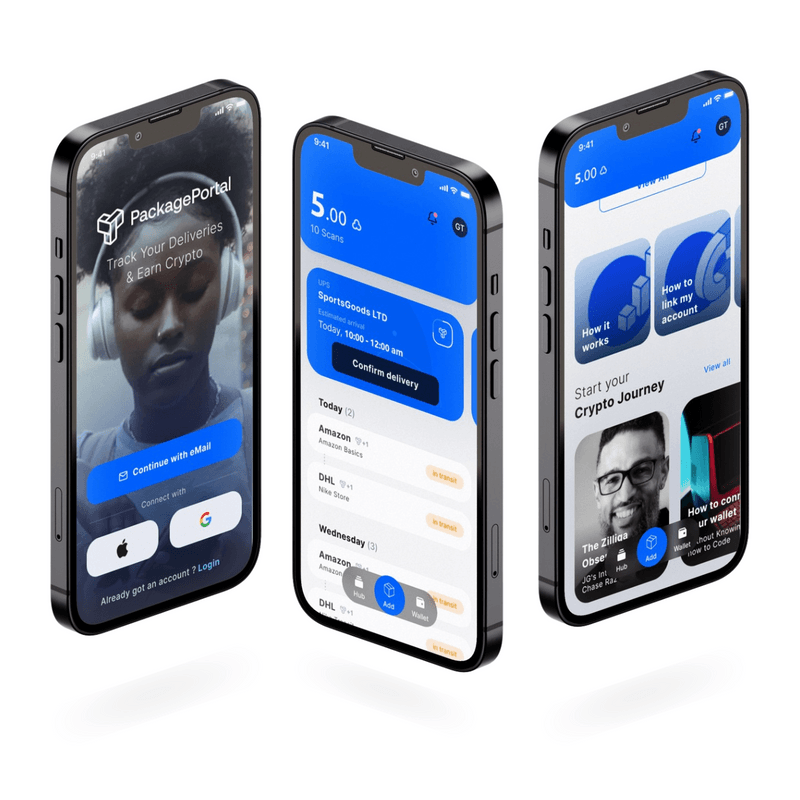 9:41
PackagePortal
Track Your Deliveries
& Earn Crypto
Continue with eMail
Connect with
Already got an account ? Login
9:41
5.00
10 Scans
GT
UPS
SportsGoods LTD
Estimated arrival
Today, 10:00 - 12:00 am
Confirm delivery
Today (2)
Amazon +1
Amazon Basics
in transit
DHL +1
Nike Store
in transit
Wednesday (3)
Amazon
Amazon
in transit
DHL +1
in transit
Hub
Add
Wallet
9:41
5.00
GT
View All
How it
works
How to
link my
account
Start your
Crypto Journey
View all
The Zilliqa
Obse
JG's In
Chase Raz
How to conn
ur wallet
hout Knowin
how to Code
Hub
Add
Wallet